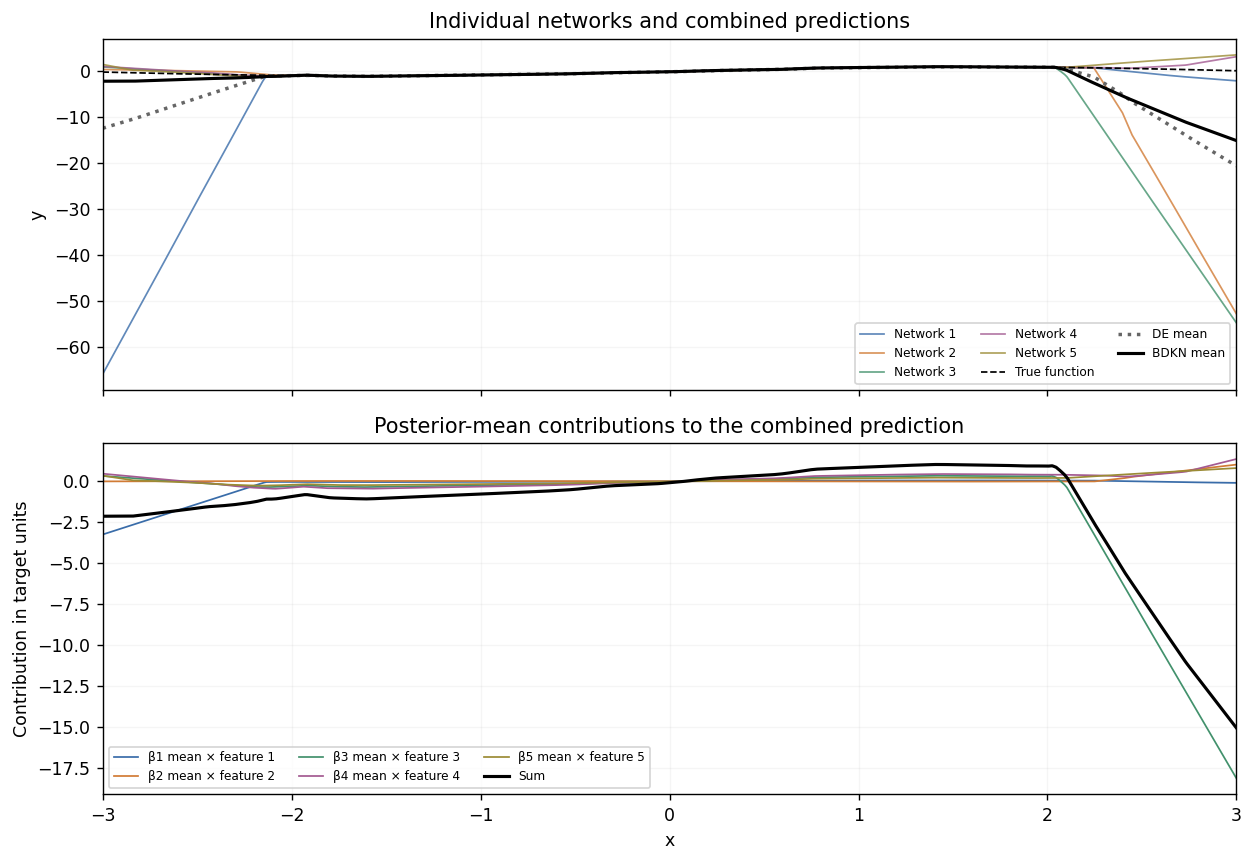 Individual networks and combined predictions
0
−10
−20
−30
−40
−50
−60
y
Network 1
Network 2
Network 3
Network 4
Network 5
True function
DE mean
BDKN mean
Posterior-mean contributions to the combined prediction
0.0
−2.5
−5.0
−7.5
−10.0
−12.5
−15.0
−17.5
Contribution in target units
β1 mean × feature 1
β2 mean × feature 2
β3 mean × feature 3
β4 mean × feature 4
β5 mean × feature 5
Sum
−3 −2 −1 0 1 2 3
x